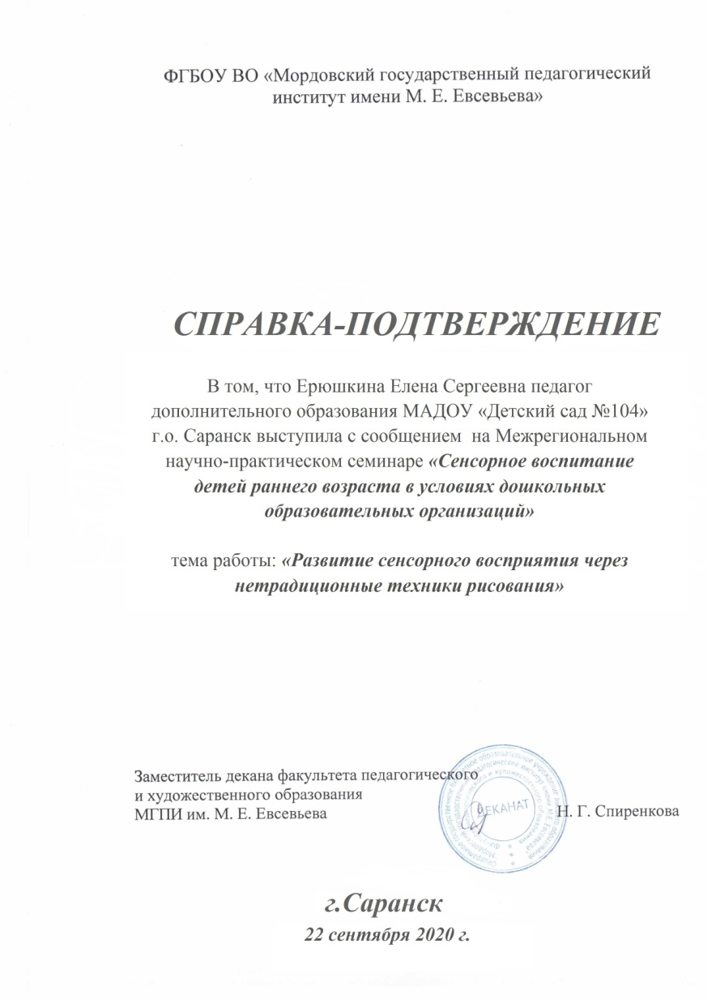 ФГБОУ ВО «Мордовский государственный педагогический
институт имени М. Е. Евсевьева»
СПРАВКА-ПОДТВЕРЖДЕНИЕ
В том, что Ерюшкина Елена Сергеевна педагог
дополнительного образования МАДОУ «Детский сад №104»
г.о. Саранск выступила с сообщением на Межрегиональном
научно-практическом семинаре «Сенсорное воспитание
детей раннего возраста в условиях дошкольных
образовательных организаций»
тема работы: «Развитие сенсорного восприятия через
нетрадиционные техники рисования»
Заместитель декана факультета педагогического
и художественного образования
МГПИ им. М. Е. Евсевьева
ДЕКАНАТ
Н. Г. Спиренкова
г.Саранск
22 сентября 2020 г.